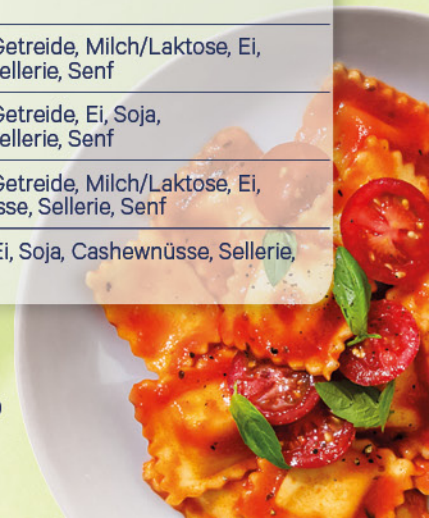 Getreide, Milch/Laktose, Ei,
ellerie, Senf
Getreide, Ei, Soja,
ellerie, Senf
Getreide, Milch/Laktose, Ei,
sse, Sellerie, Senf
Ei, Soja, Cashewnüsse, Sellerie,